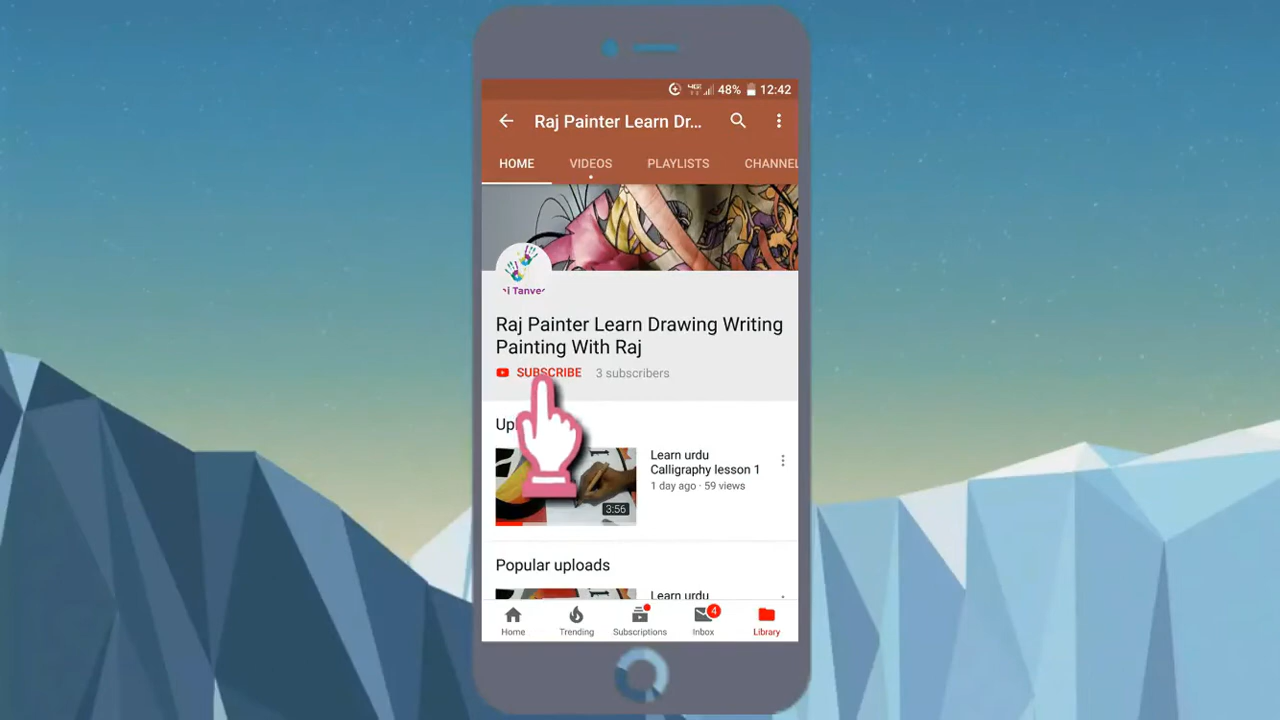 48% 12:42
Raj Painter Learn Dr...
HOME VIDEOS PLAYLISTS CHANNEL
i Tanve
Raj Painter Learn Drawing Writing
Painting With Raj
SUBSCRIBE 3 subscribers
Learn urdu
Calligraphy lesson 1
1 day ago · 59 views
3:56
Popular uploads
Learn urdu
4
Home Trending Subscriptions Inbox Library